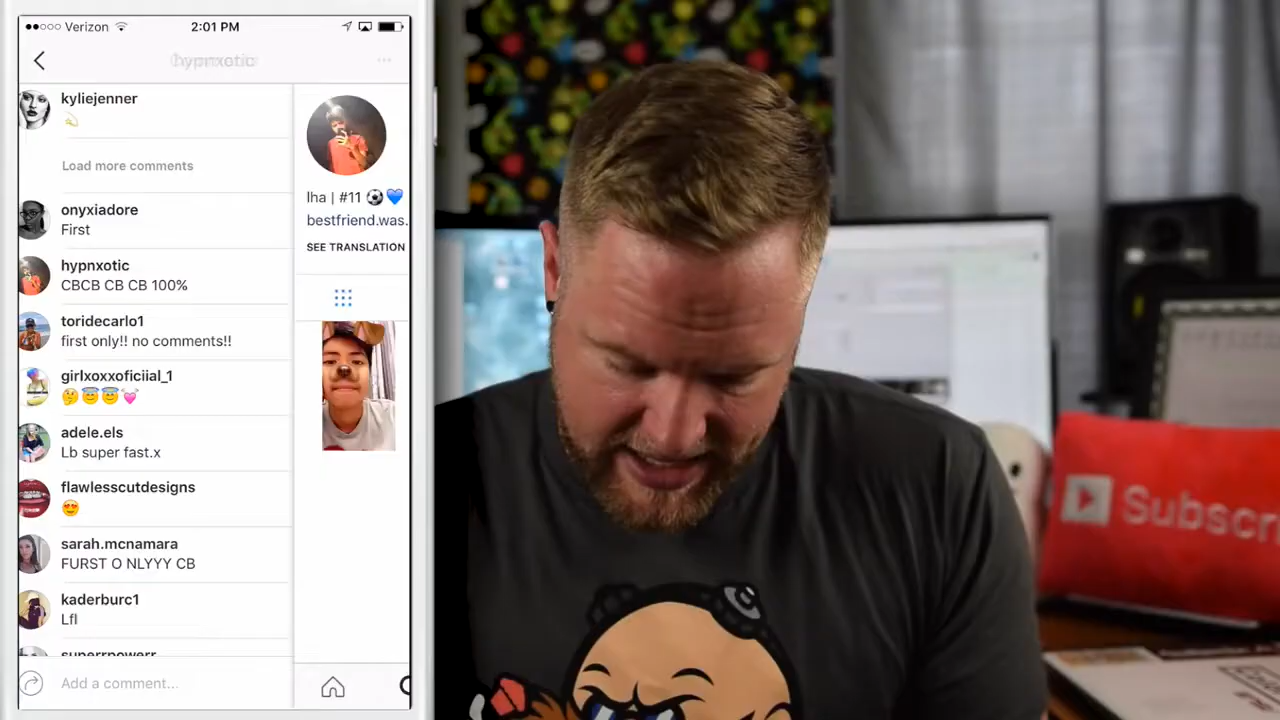 Verizon
2:01 PM
hypnxotic
kyliejenner
Load more comments
onyxiadore
First
hypnxotic
CBCB CB CB 100%
toridecarlo1
first only!! no comments!!
girlxoxxoficiial_1
adele.els
Lb super fast.x
flawlesscutdesigns
sarah.mcnamara
FURST O NLYYY CB
kaderburc1
Lfl
superrpowerr
Add a comment...
lha | #11
bestfriend.was.
SEE TRANSLATION
Subscr